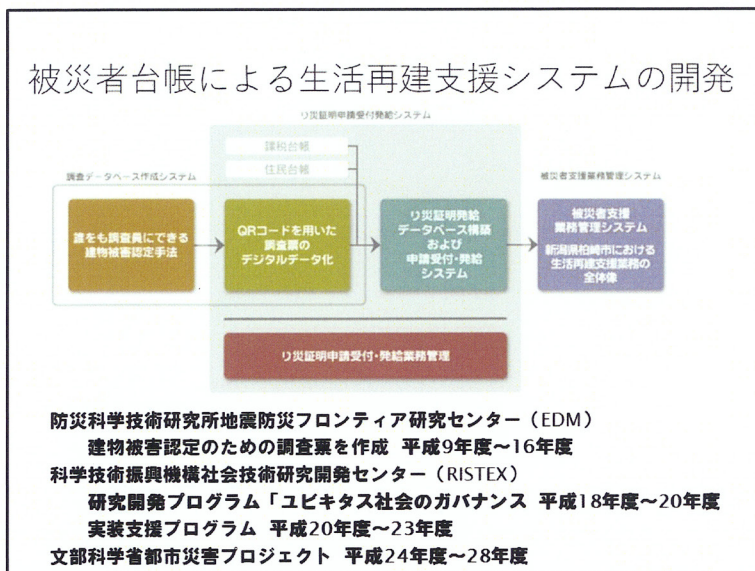 被災者台帳による生活再建支援システムの開発
リ災証明申請受付発給システム
課税台帳
住民台帳
調査データベース作成システム
被災者支援業務管理システム
誰をも調査員にできる
建物被害認定手法
QRコードを用いた
調査票の
デジタルデータ化
リ災証明発給
データベース構築
および
申請受付・発給
システム
被災者支援
業務管理システム
新潟県柏崎市における
生活再建支援業務の
全体像
リ災証明申請受付・発給業務管理
防災科学技術研究所地震防災フロンティア研究センター（EDM）
建物被害認定のための調査票を作成 平成9年度～16年度
科学技術振興機構社会技術研究開発センター（RISTEX）
研究開発プログラム「ユビキタス社会のガバナンス 平成18年度～20年度
実装支援プログラム 平成20年度～23年度
文部科学省都市災害プロジェクト 平成24年度～28年度